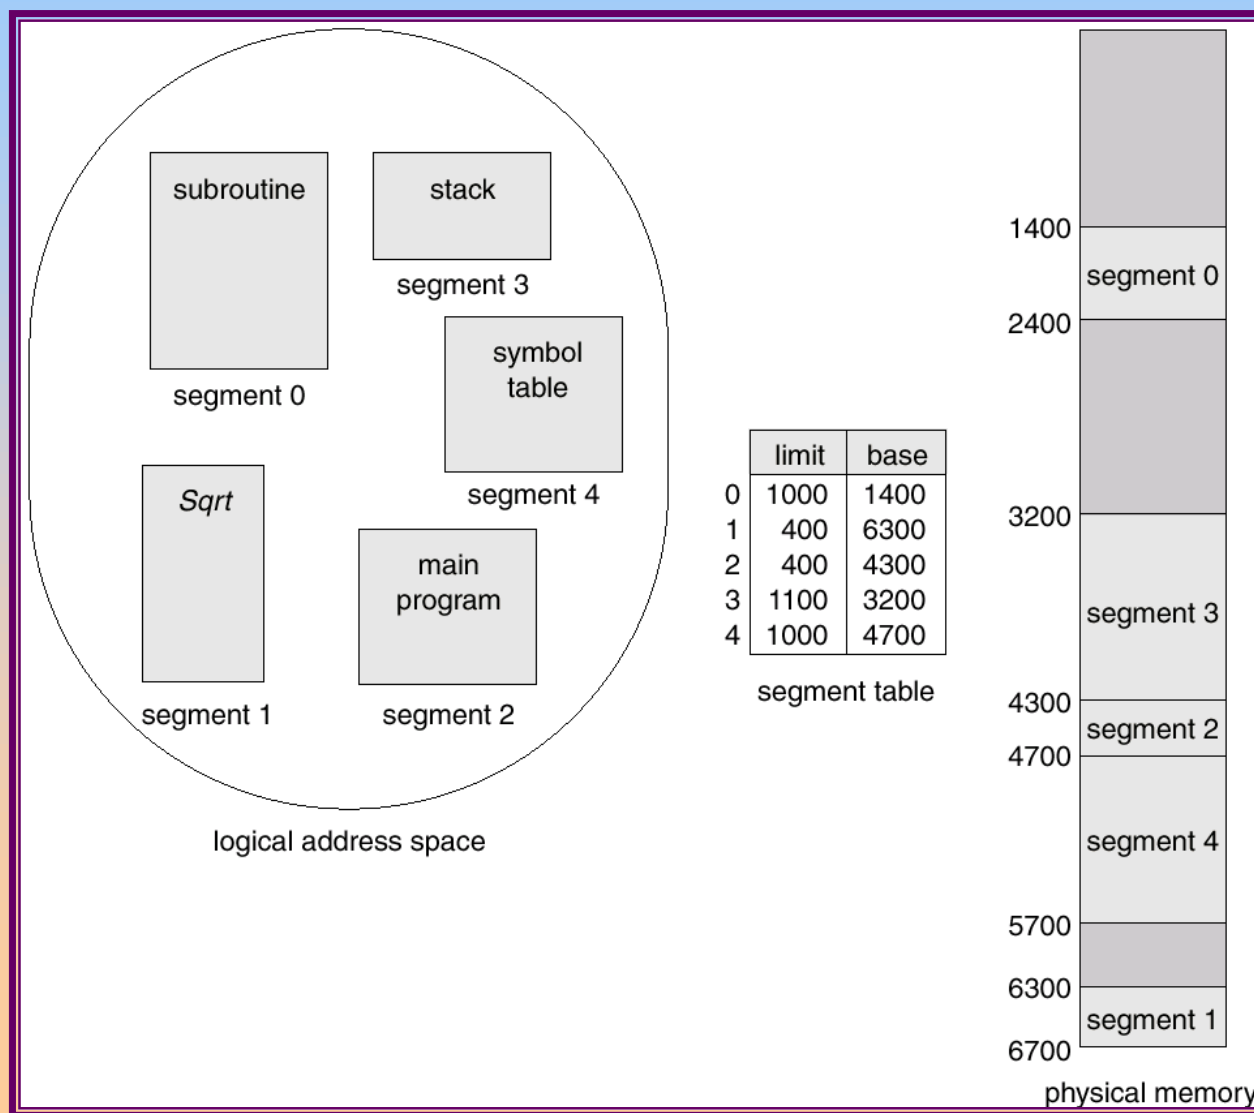 subroutine
segment 0
stack
segment 3
symbol
table
segment 4
Sqrt
segment 1
main
program
segment 2
logical address space
limit base
0 1000 1400
1 400 6300
2 400 4300
3 1100 3200
4 1000 4700
segment table
1400
segment 0
2400
3200
segment 3
4300
segment 2
4700
segment 4
5700
6300
segment 1
6700
physical memory